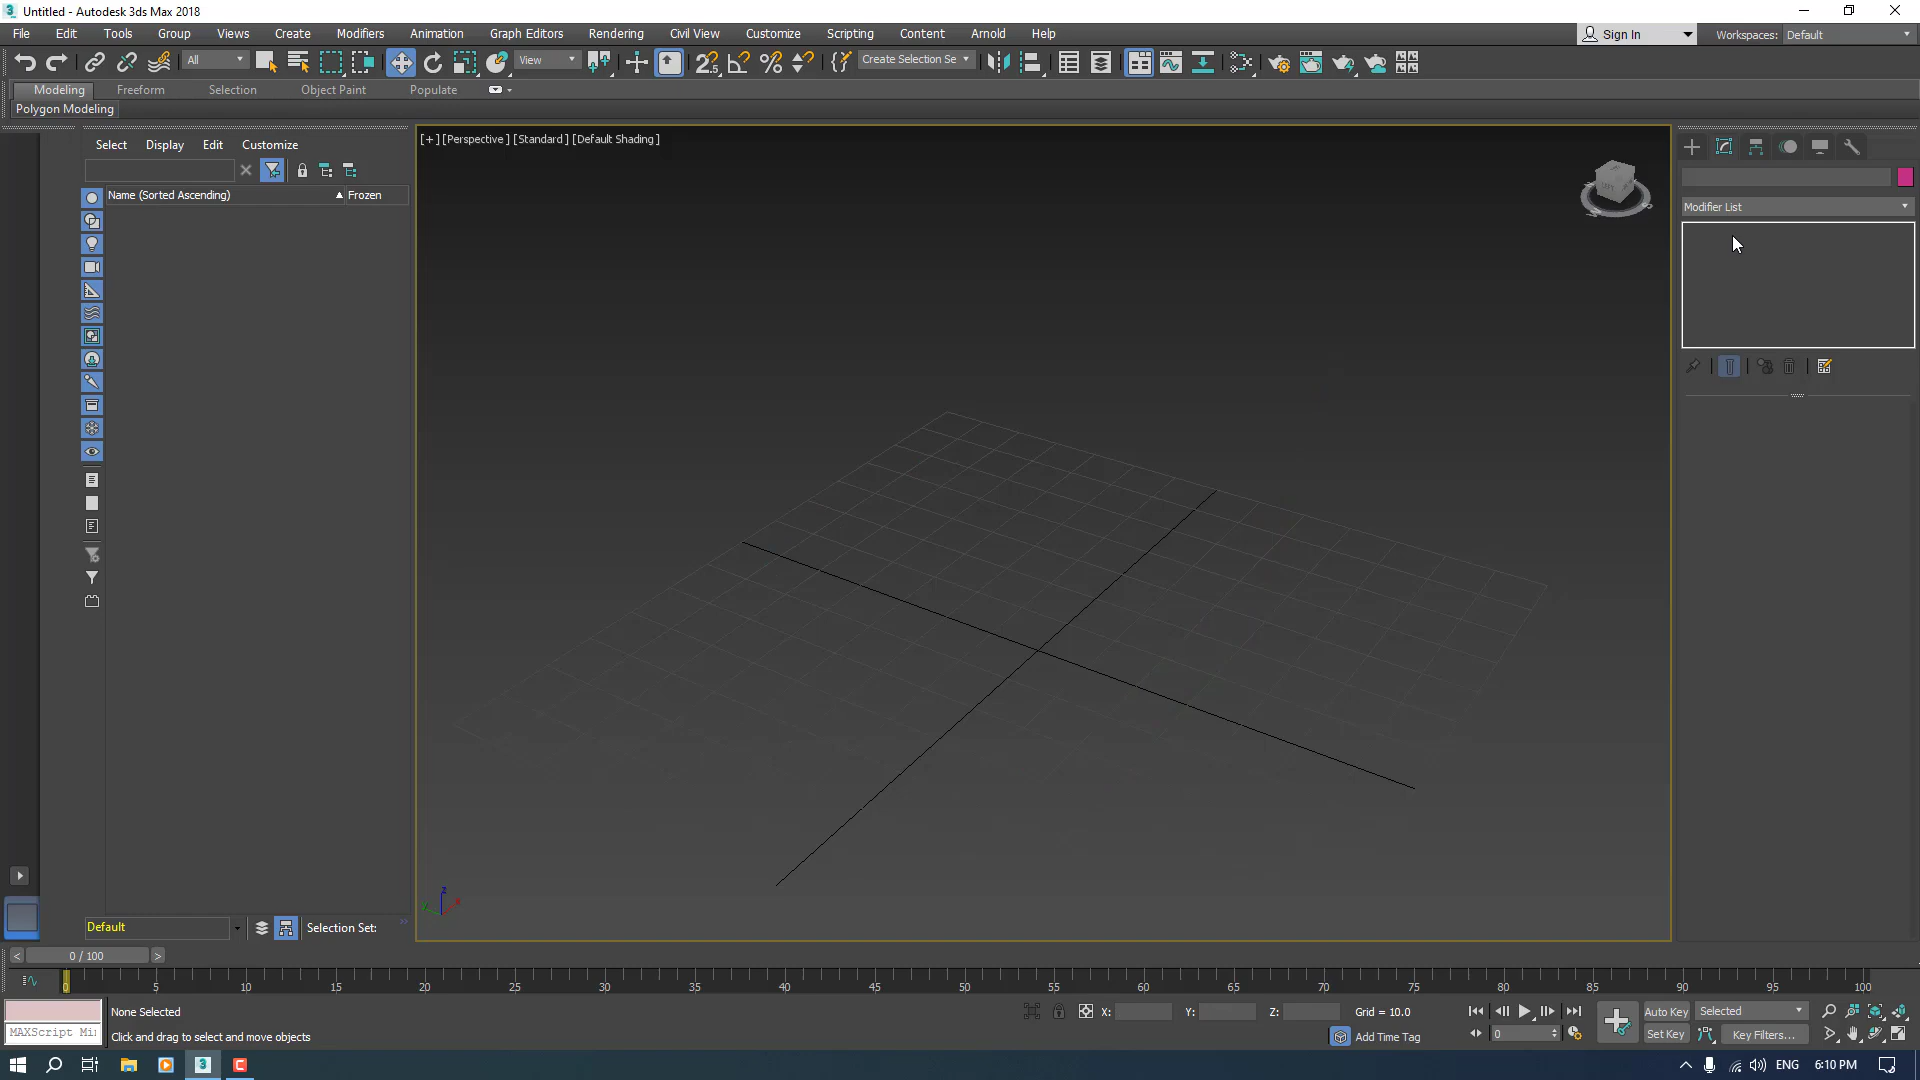 Untitled - Autodesk 3ds Max 2018
File Edit Tools Group Views Create Modifiers Animation Graph Editors Rendering Civil View Customize Scripting Content Arnold Help
Sign In
Workspaces: Default
All
View
Create Selection Se
Modeling Freeform Selection Object Paint Populate
Polygon Modeling
Select Display Edit Customize
Name (Sorted Ascending) Frozen
[+] [Perspective ] [Standard ] [Default Shading ]
Modifier List
Default
Selection Set:
0 / 100
0 5 10 15 20 25 30 35 40 45 50 55 60 65 70 75 80 85 90 95 100
None Selected
X: Y: Z: Grid = 10.0
Auto Key
Selected
MAXScript Mi
Click and drag to select and move objects
Add Time Tag
0
Set Key
Key Filters...
ENG
6:10 PM